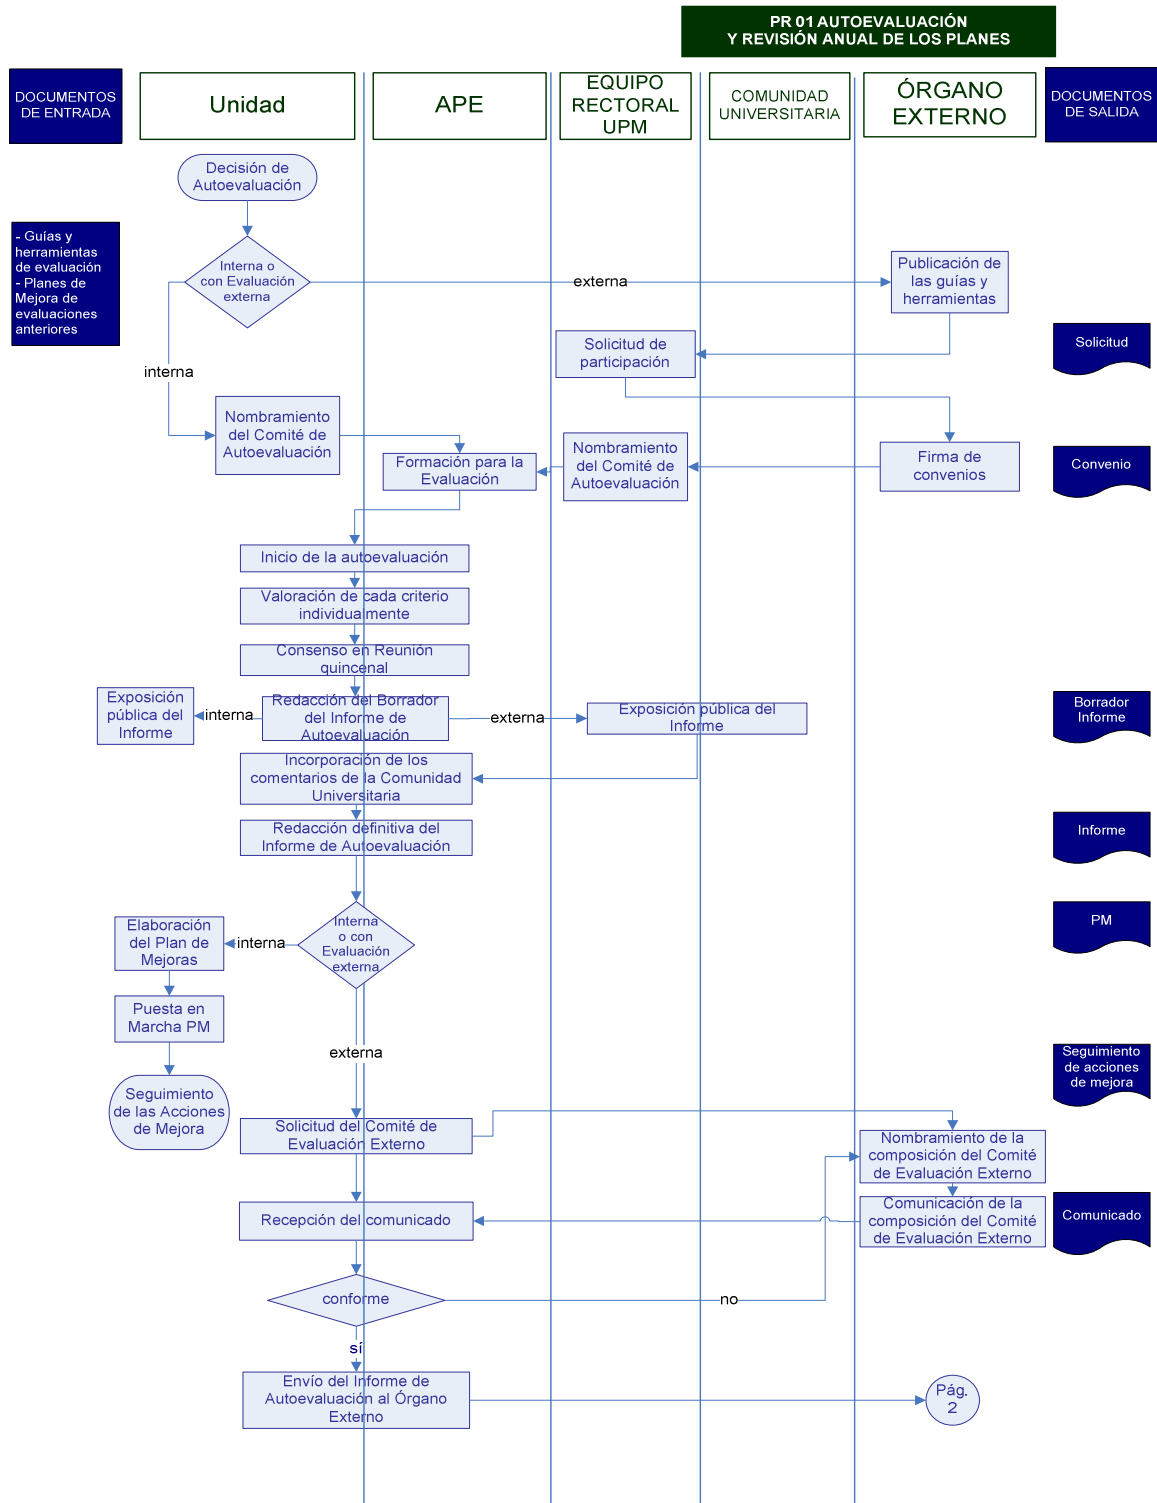 PR 01 AUTOEVALUACIÓN
Y REVISIÓN ANUAL DE LOS PLANES
DOCUMENTOS
DE ENTRADA
Unidad
APE
EQUIPO
RECTORAL
UPM
COMUNIDAD
UNIVERSITARIA
ÓRGANO
EXTERNO
DOCUMENTOS
DE SALIDA
Decisión de
Autoevaluación
- Guías y
herramientas
de evaluación
- Planes de
Mejora de
evaluaciones
anteriores
Interna o
con Evaluación
externa
externa
Publicación de
las guías y
herramientas
Solicitud de
participación
Solicitud
interna
Nombramiento
del Comité de
Autoevaluación
Formación para la
Evaluación
Nombramiento
del Comité de
Autoevaluación
Firma de
convenios
Convenio
Inicio de la autoevaluación
Valoración de cada criterio
individualmente
Consenso en Reunión
quincenal
Exposición
pública del
Informe
interna
Redacción del Borrador
del Informe de
Autoevaluación
externa
Exposición pública del
Informe
Borrador
Informe
Incorporación de los
comentarios de la Comunidad
Universitaria
Redacción definitiva del
Informe de Autoevaluación
Informe
Elaboración
del Plan de
Mejoras
interna
Interna
o con
Evaluación
externa
PM
Puesta en
Marcha PM
externa
Seguimiento
de acciones
de mejora
Seguimiento
de las Acciones
de Mejora
Solicitud del Comité de
Evaluación Externo
Nombramiento de la
composición del Comité
de Evaluación Externo
Recepción del comunicado
Comunicación de la
composición del Comité
de Evaluación Externo
Comunicado
conforme
no
sí
Envío del Informe de
Autoevaluación al Órgano
Externo
Pág.
2